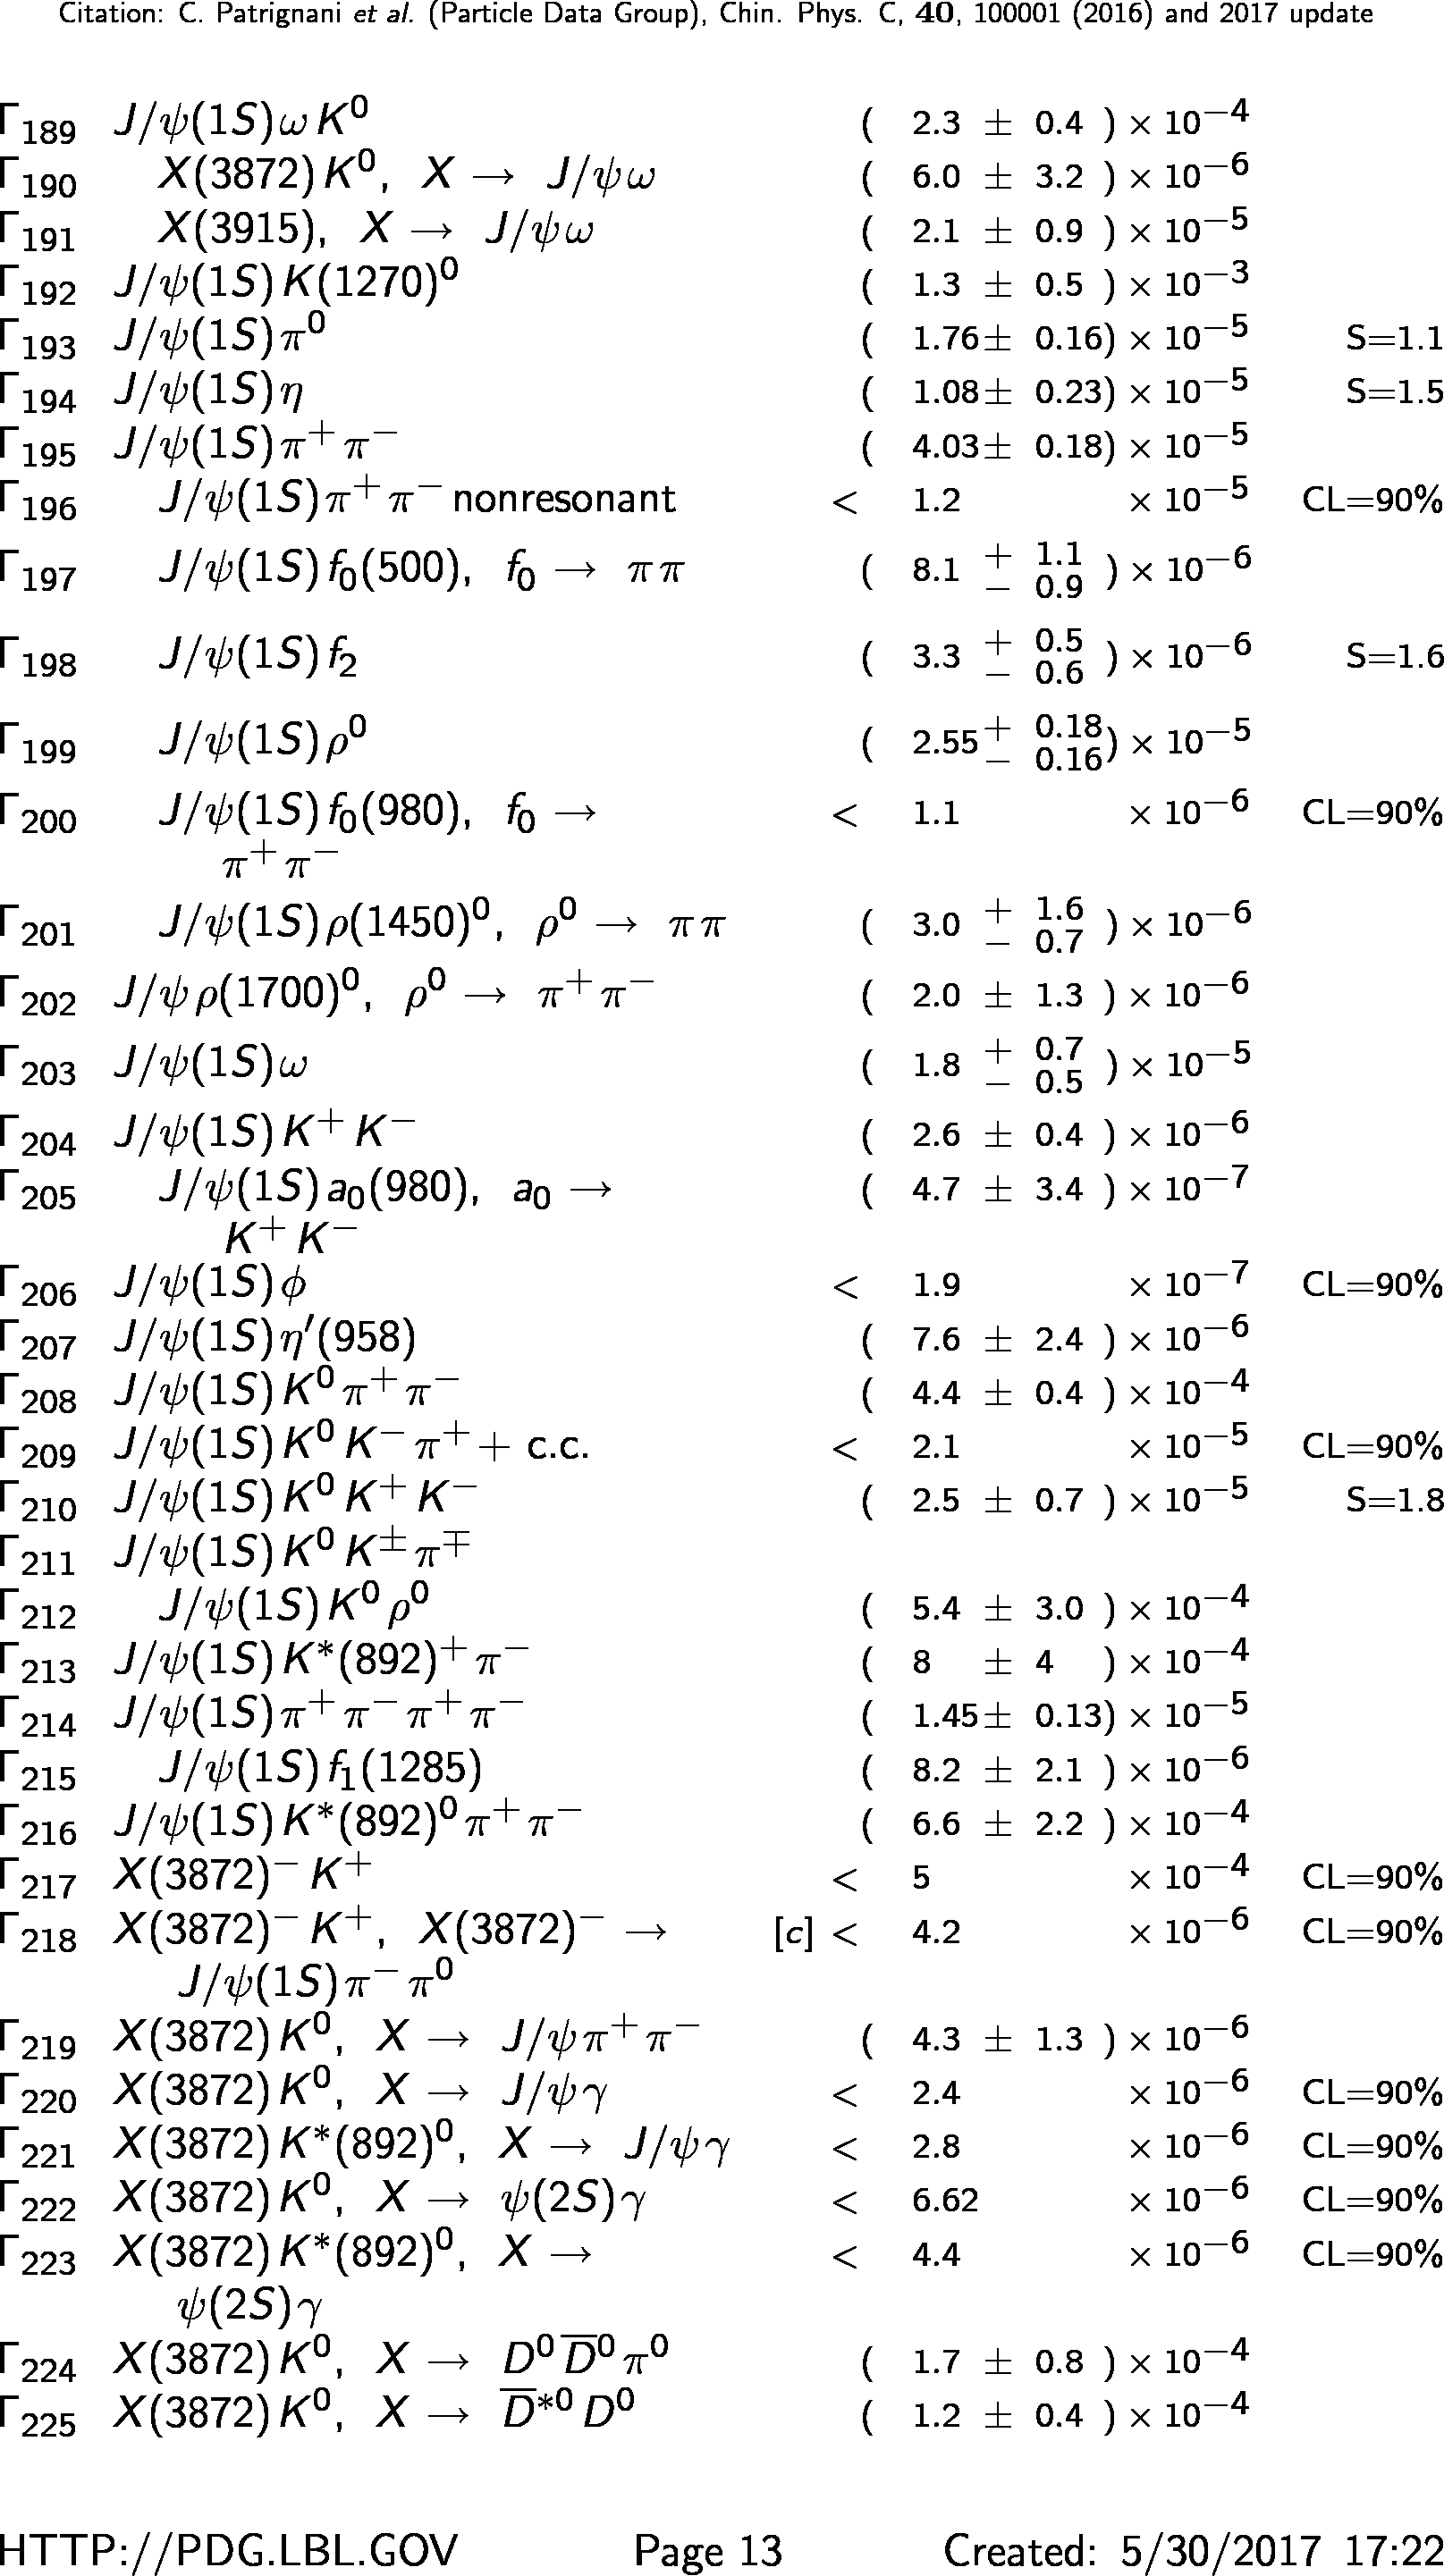 Citation: C. Patrignani et al. (Particle Data Group), Chin. Phys. C, 40, 100001 (2016) and 2017 update
Γ189 J/ψ(1S) ω K⁰ ( 2.3 ± 0.4 ) × 10⁻⁴
Γ190 X(3872) K⁰, X → J/ψ ω ( 6.0 ± 3.2 ) × 10⁻⁶
Γ191 X(3915), X → J/ψ ω ( 2.1 ± 0.9 ) × 10⁻⁵
Γ192 J/ψ(1S) K(1270)⁰ ( 1.3 ± 0.5 ) × 10⁻³
Γ193 J/ψ(1S) π⁰ ( 1.76± 0.16) × 10⁻⁵ S=1.1
Γ194 J/ψ(1S) η ( 1.08± 0.23) × 10⁻⁵ S=1.5
Γ195 J/ψ(1S) π⁺ π⁻ ( 4.03± 0.18) × 10⁻⁵
Γ196 J/ψ(1S) π⁺ π⁻ nonresonant < 1.2 × 10⁻⁵ CL=90%
Γ197 J/ψ(1S) f0(500), f0 → π π ( 8.1 + 1.1 − 0.9 ) × 10⁻⁶
Γ198 J/ψ(1S) f2 ( 3.3 + 0.5 − 0.6 ) × 10⁻⁶ S=1.6
Γ199 J/ψ(1S) ρ⁰ ( 2.55 + 0.18 − 0.16) × 10⁻⁵
Γ200 J/ψ(1S) f0(980), f0 → < 1.1 × 10⁻⁶ CL=90%
π⁺ π⁻
Γ201 J/ψ(1S) ρ(1450)⁰, ρ⁰ → π π ( 3.0 + 1.6 − 0.7 ) × 10⁻⁶
Γ202 J/ψ ρ(1700)⁰, ρ⁰ → π⁺ π⁻ ( 2.0 ± 1.3 ) × 10⁻⁶
Γ203 J/ψ(1S) ω ( 1.8 + 0.7 − 0.5 ) × 10⁻⁵
Γ204 J/ψ(1S) K⁺ K⁻ ( 2.6 ± 0.4 ) × 10⁻⁶
Γ205 J/ψ(1S) a0(980), a0 → ( 4.7 ± 3.4 ) × 10⁻⁷
K⁺ K⁻
Γ206 J/ψ(1S) ϕ < 1.9 × 10⁻⁷ CL=90%
Γ207 J/ψ(1S) η′(958) ( 7.6 ± 2.4 ) × 10⁻⁶
Γ208 J/ψ(1S) K⁰ π⁺ π⁻ ( 4.4 ± 0.4 ) × 10⁻⁴
Γ209 J/ψ(1S) K⁰ K⁻ π⁺ + c.c. < 2.1 × 10⁻⁵ CL=90%
Γ210 J/ψ(1S) K⁰ K⁺ K⁻ ( 2.5 ± 0.7 ) × 10⁻⁵ S=1.8
Γ211 J/ψ(1S) K⁰ K± π∓
Γ212 J/ψ(1S) K⁰ ρ⁰ ( 5.4 ± 3.0 ) × 10⁻⁴
Γ213 J/ψ(1S) K*(892)⁺ π⁻ ( 8 ± 4 ) × 10⁻⁴
Γ214 J/ψ(1S) π⁺ π⁻ π⁺ π⁻ ( 1.45± 0.13) × 10⁻⁵
Γ215 J/ψ(1S) f1(1285) ( 8.2 ± 2.1 ) × 10⁻⁶
Γ216 J/ψ(1S) K*(892)⁰ π⁺ π⁻ ( 6.6 ± 2.2 ) × 10⁻⁴
Γ217 X(3872)⁻ K⁺ < 5 × 10⁻⁴ CL=90%
Γ218 X(3872)⁻ K⁺, X(3872)⁻ → [c] < 4.2 × 10⁻⁶ CL=90%
J/ψ(1S) π⁻ π⁰
Γ219 X(3872) K⁰, X → J/ψ π⁺ π⁻ ( 4.3 ± 1.3 ) × 10⁻⁶
Γ220 X(3872) K⁰, X → J/ψ γ < 2.4 × 10⁻⁶ CL=90%
Γ221 X(3872) K*(892)⁰, X → J/ψ γ < 2.8 × 10⁻⁶ CL=90%
Γ222 X(3872) K⁰, X → ψ(2S) γ < 6.62 × 10⁻⁶ CL=90%
Γ223 X(3872) K*(892)⁰, X → < 4.4 × 10⁻⁶ CL=90%
ψ(2S) γ
Γ224 X(3872) K⁰, X → D⁰ D̅⁰ π⁰ ( 1.7 ± 0.8 ) × 10⁻⁴
Γ225 X(3872) K⁰, X → D̅*⁰ D⁰ ( 1.2 ± 0.4 ) × 10⁻⁴
HTTP://PDG.LBL.GOV Page 13 Created: 5/30/2017 17:22